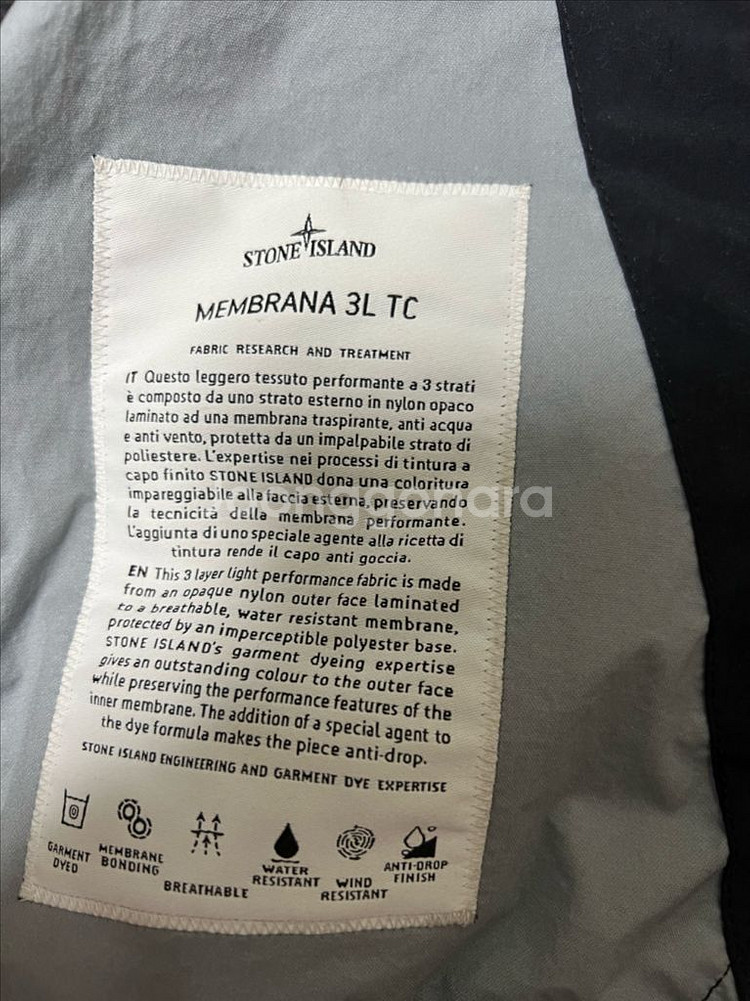 STONE ISLAND
MEMBRANA 3L TC
FABRIC RESEARCH AND TREATMENT
IT Questo leggero tessuto performante a 3 strati
è composto da uno strato esterno in nylon opaco
laminato ad una membrana traspirante, anti acqua
e anti vento, protetta da un impalpabile strato di
poliestere. L'expertise nei processi di tintura a
capo finito STONE ISLAND dona una coloritura
impareggiabile alla faccia esterna, preservando
la tecnicità della membrana performante.
L'aggiunta di uno speciale agente alla ricetta di
tintura rende il capo anti goccia.
EN This 3 layer light performance fabric is made
from an opaque nylon outer face laminated
to a breathable, water resistant membrane,
protected by an imperceptible polyester base.
STONE ISLAND's garment dyeing expertise
gives an outstanding colour to the outer face
while preserving the performance features of the
inner membrane. The addition of a special agent to
the dye formula makes the piece anti-drop.
STONE ISLAND ENGINEERING AND GARMENT DYE EXPERTISE
GARMENT
DYED
MEMBRANE
BONDING
BREATHABLE
WATER
RESISTANT
WIND
RESISTANT
ANTI-DROP
FINISH